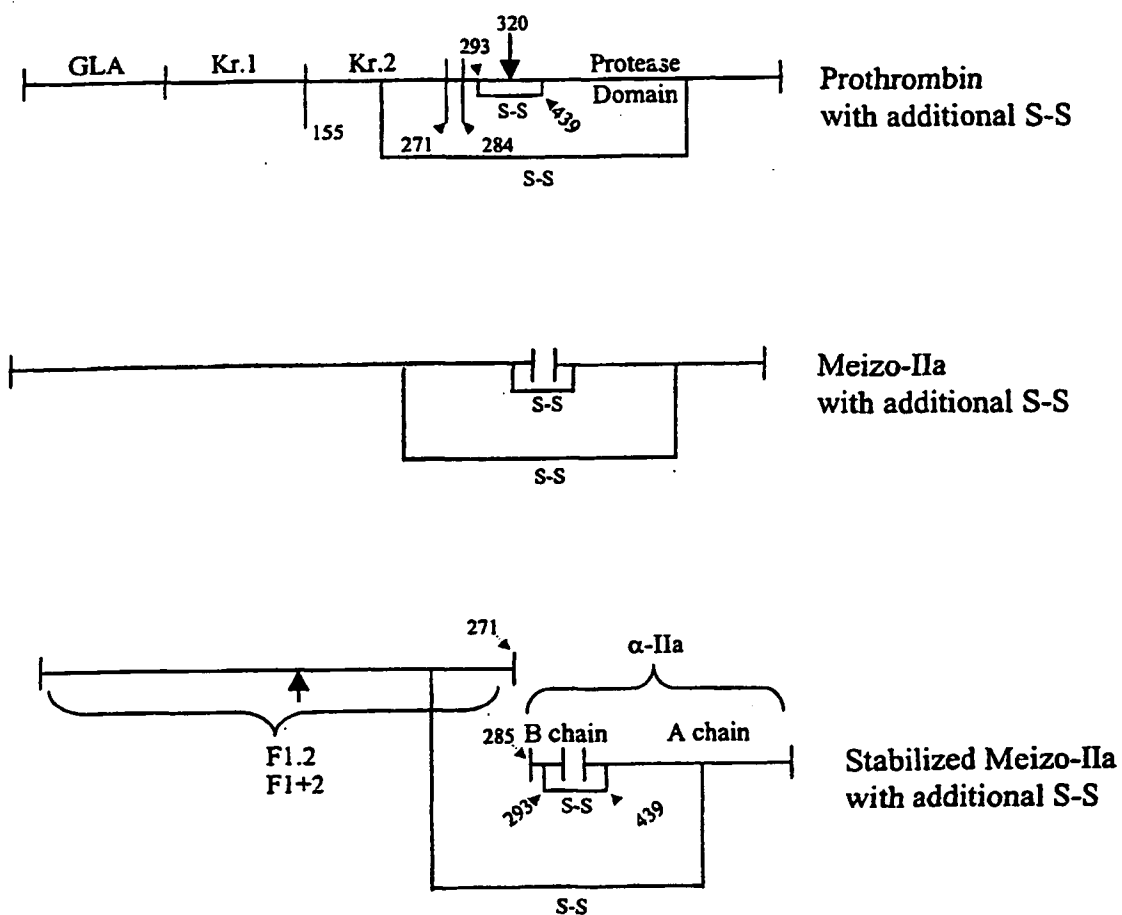 320
293
GLA Kr.1 Kr.2 Protease
Domain
S-S
439
155
271 284
S-S
Prothrombin
with additional S-S
S-S
S-S
Meizo-IIa
with additional S-S
271
α-IIa
F1.2
F1+2
285 B chain A chain
S-S
293 439
S-S
Stabilized Meizo-IIa
with additional S-S